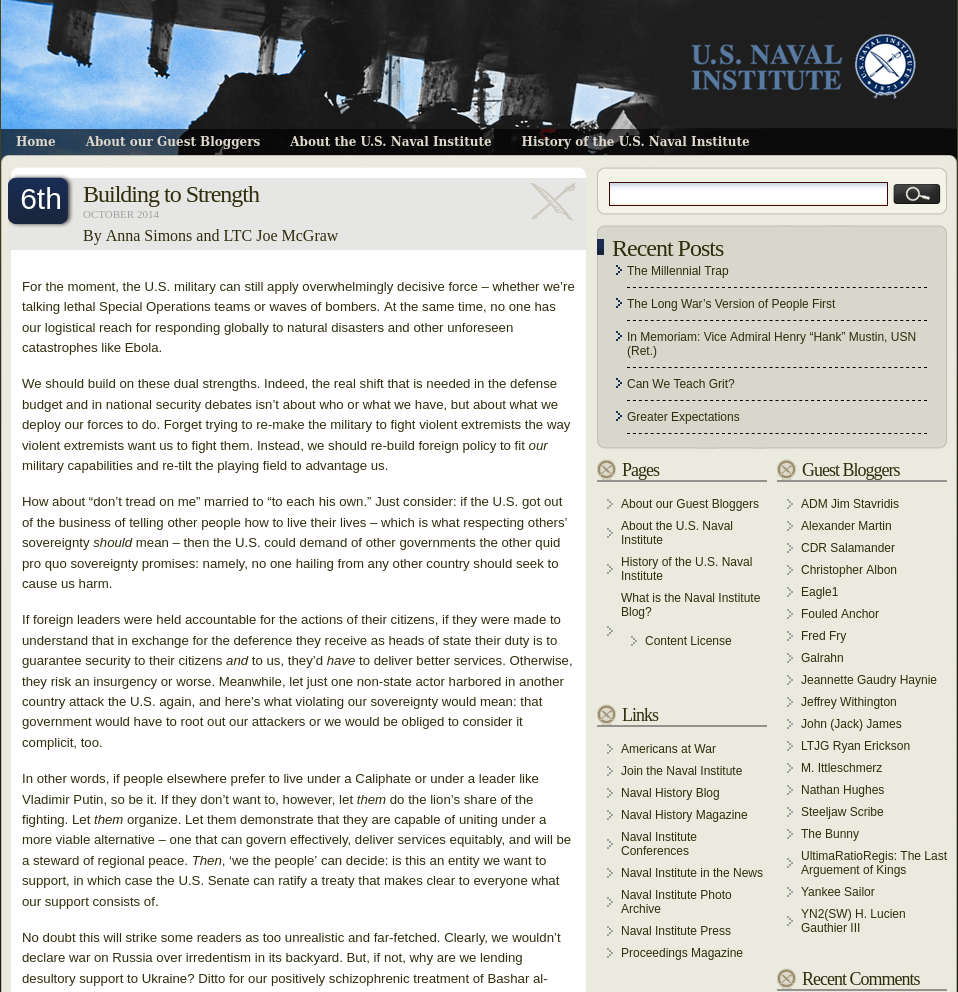 U.S. NAVAL
INSTITUTE
Home About our Guest Bloggers About the U.S. Naval Institute History of the U.S. Naval Institute
6th
Building to Strength
OCTOBER 2014
By Anna Simons and LTC Joe McGraw
For the moment, the U.S. military can still apply overwhelmingly decisive force – whether we’re
talking lethal Special Operations teams or waves of bombers. At the same time, no one has
our logistical reach for responding globally to natural disasters and other unforeseen
catastrophes like Ebola.
We should build on these dual strengths. Indeed, the real shift that is needed in the defense
budget and in national security debates isn’t about who or what we have, but about what we
deploy our forces to do. Forget trying to re-make the military to fight violent extremists the way
violent extremists want us to fight them. Instead, we should re-build foreign policy to fit our
military capabilities and re-tilt the playing field to advantage us.
How about “don’t tread on me” married to “to each his own.” Just consider: if the U.S. got out
of the business of telling other people how to live their lives – which is what respecting others’
sovereignty should mean – then the U.S. could demand of other governments the other quid
pro quo sovereignty promises: namely, no one hailing from any other country should seek to
cause us harm.
If foreign leaders were held accountable for the actions of their citizens, if they were made to
understand that in exchange for the deference they receive as heads of state their duty is to
guarantee security to their citizens and to us, they’d have to deliver better services. Otherwise,
they risk an insurgency or worse. Meanwhile, let just one non-state actor harbored in another
country attack the U.S. again, and here’s what violating our sovereignty would mean: that
government would have to root out our attackers or we would be obliged to consider it
complicit, too.
In other words, if people elsewhere prefer to live under a Caliphate or under a leader like
Vladimir Putin, so be it. If they don’t want to, however, let them do the lion’s share of the
fighting. Let them organize. Let them demonstrate that they are capable of uniting under a
more viable alternative – one that can govern effectively, deliver services equitably, and will be
a steward of regional peace. Then, ‘we the people’ can decide: is this an entity we want to
support, in which case the U.S. Senate can ratify a treaty that makes clear to everyone what
our support consists of.
No doubt this will strike some readers as too unrealistic and far-fetched. Clearly, we wouldn’t
declare war on Russia over irredentism in its backyard. But, if not, why are we lending
desultory support to Ukraine? Ditto for our positively schizophrenic treatment of Bashar al-
Recent Posts
The Millennial Trap
The Long War’s Version of People First
In Memoriam: Vice Admiral Henry “Hank” Mustin, USN
(Ret.)
Can We Teach Grit?
Greater Expectations
Pages
About our Guest Bloggers
About the U.S. Naval
Institute
History of the U.S. Naval
Institute
What is the Naval Institute
Blog?
Content License
Links
Americans at War
Join the Naval Institute
Naval History Blog
Naval History Magazine
Naval Institute
Conferences
Naval Institute in the News
Naval Institute Photo
Archive
Naval Institute Press
Proceedings Magazine
Guest Bloggers
ADM Jim Stavridis
Alexander Martin
CDR Salamander
Christopher Albon
Eagle1
Fouled Anchor
Fred Fry
Galrahn
Jeannette Gaudry Haynie
Jeffrey Withington
John (Jack) James
LTJG Ryan Erickson
M. Ittleschmerz
Nathan Hughes
Steeljaw Scribe
The Bunny
UltimaRatioRegis: The Last
Arguement of Kings
Yankee Sailor
YN2(SW) H. Lucien
Gauthier III
Recent Comments